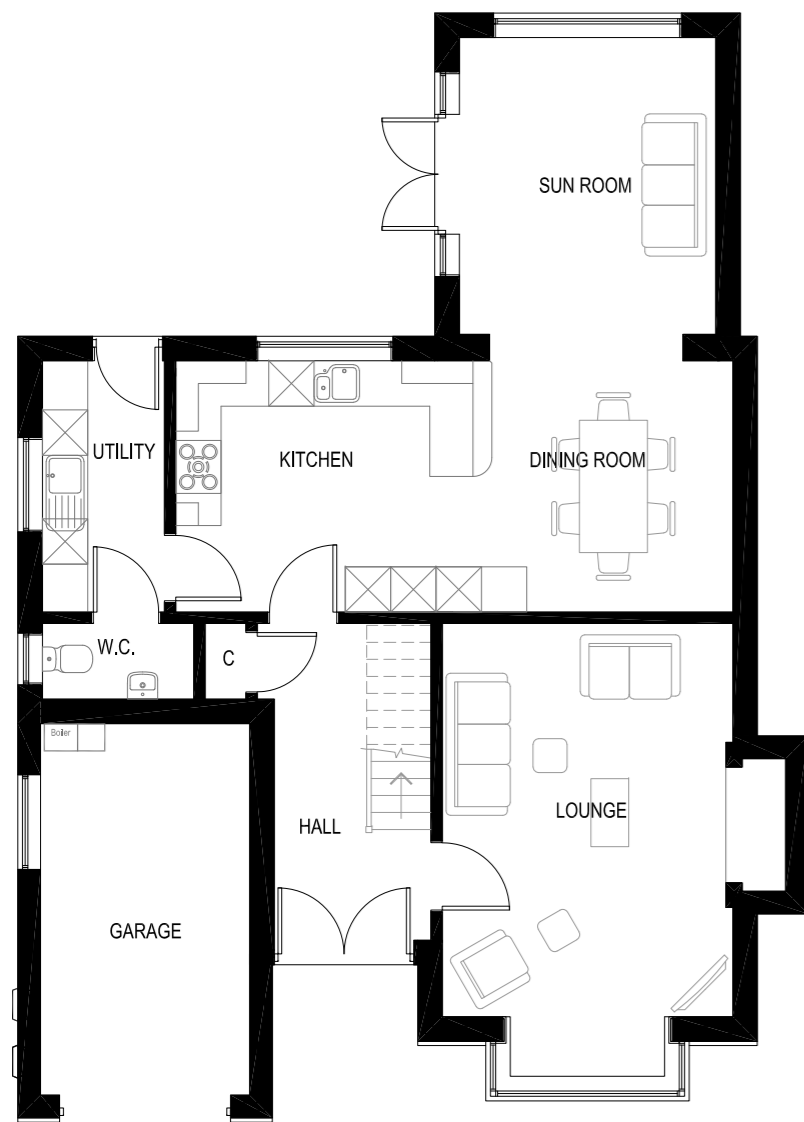 SUN ROOM
UTILITY
KITCHEN
DINING ROOM
W.C.
C
Boiler
LOUNGE
HALL
GARAGE